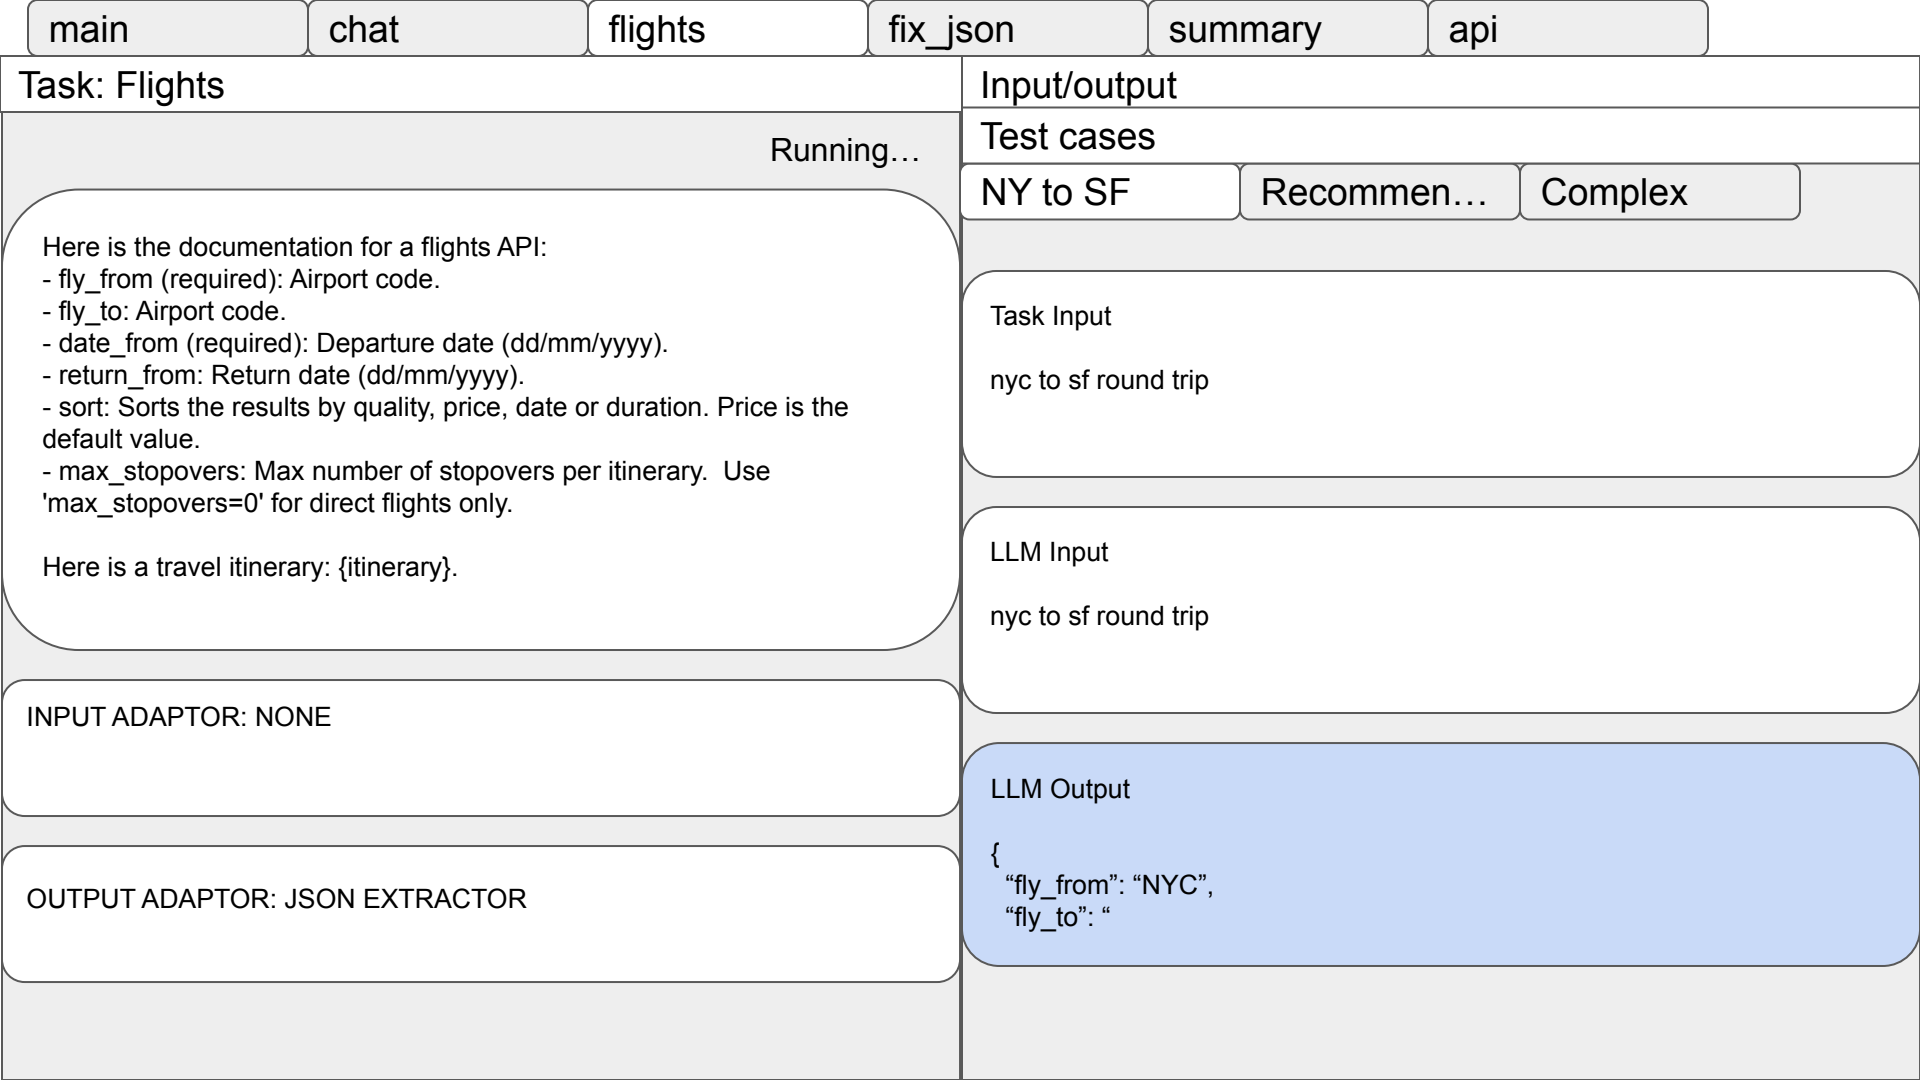 main
chat
flights
fix_json
summary
api
Task: Flights
Running…
Here is the documentation for a flights API:
- fly_from (required): Airport code.
- fly_to: Airport code.
- date_from (required): Departure date (dd/mm/yyyy).
- return_from: Return date (dd/mm/yyyy).
- sort: Sorts the results by quality, price, date or duration. Price is the
default value.
- max_stopovers: Max number of stopovers per itinerary.  Use
'max_stopovers=0' for direct flights only.
Here is a travel itinerary: {itinerary}.
INPUT ADAPTOR: NONE
OUTPUT ADAPTOR: JSON EXTRACTOR
Input/output
Test cases
NY to SF
Recommen…
Complex
Task Input
nyc to sf round trip
LLM Input
nyc to sf round trip
LLM Output
{
“fly_from”: “NYC”,
“fly_to”: “